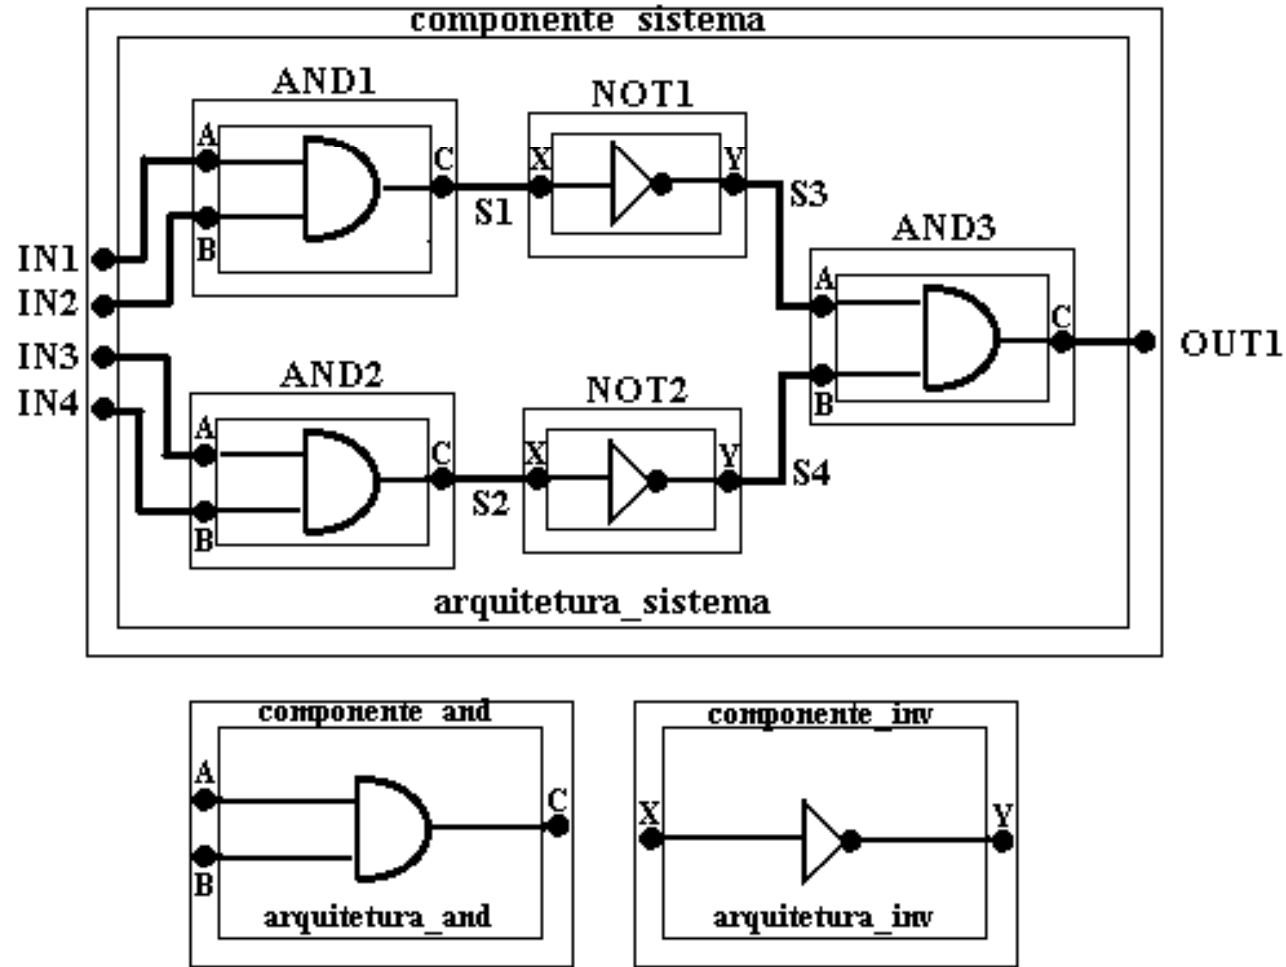 componente_sistema
AND1
NOT1
A
C
X
Y
S1
S3
B
AND3
IN1
IN2
A
C
OUT1
IN3
IN4
AND2
NOT2
B
A
C
X
Y
S2
S4
B
arquitetura_sistema
componente_and
componente_inv
A
C
X
Y
B
arquitetura_and
arquitetura_inv